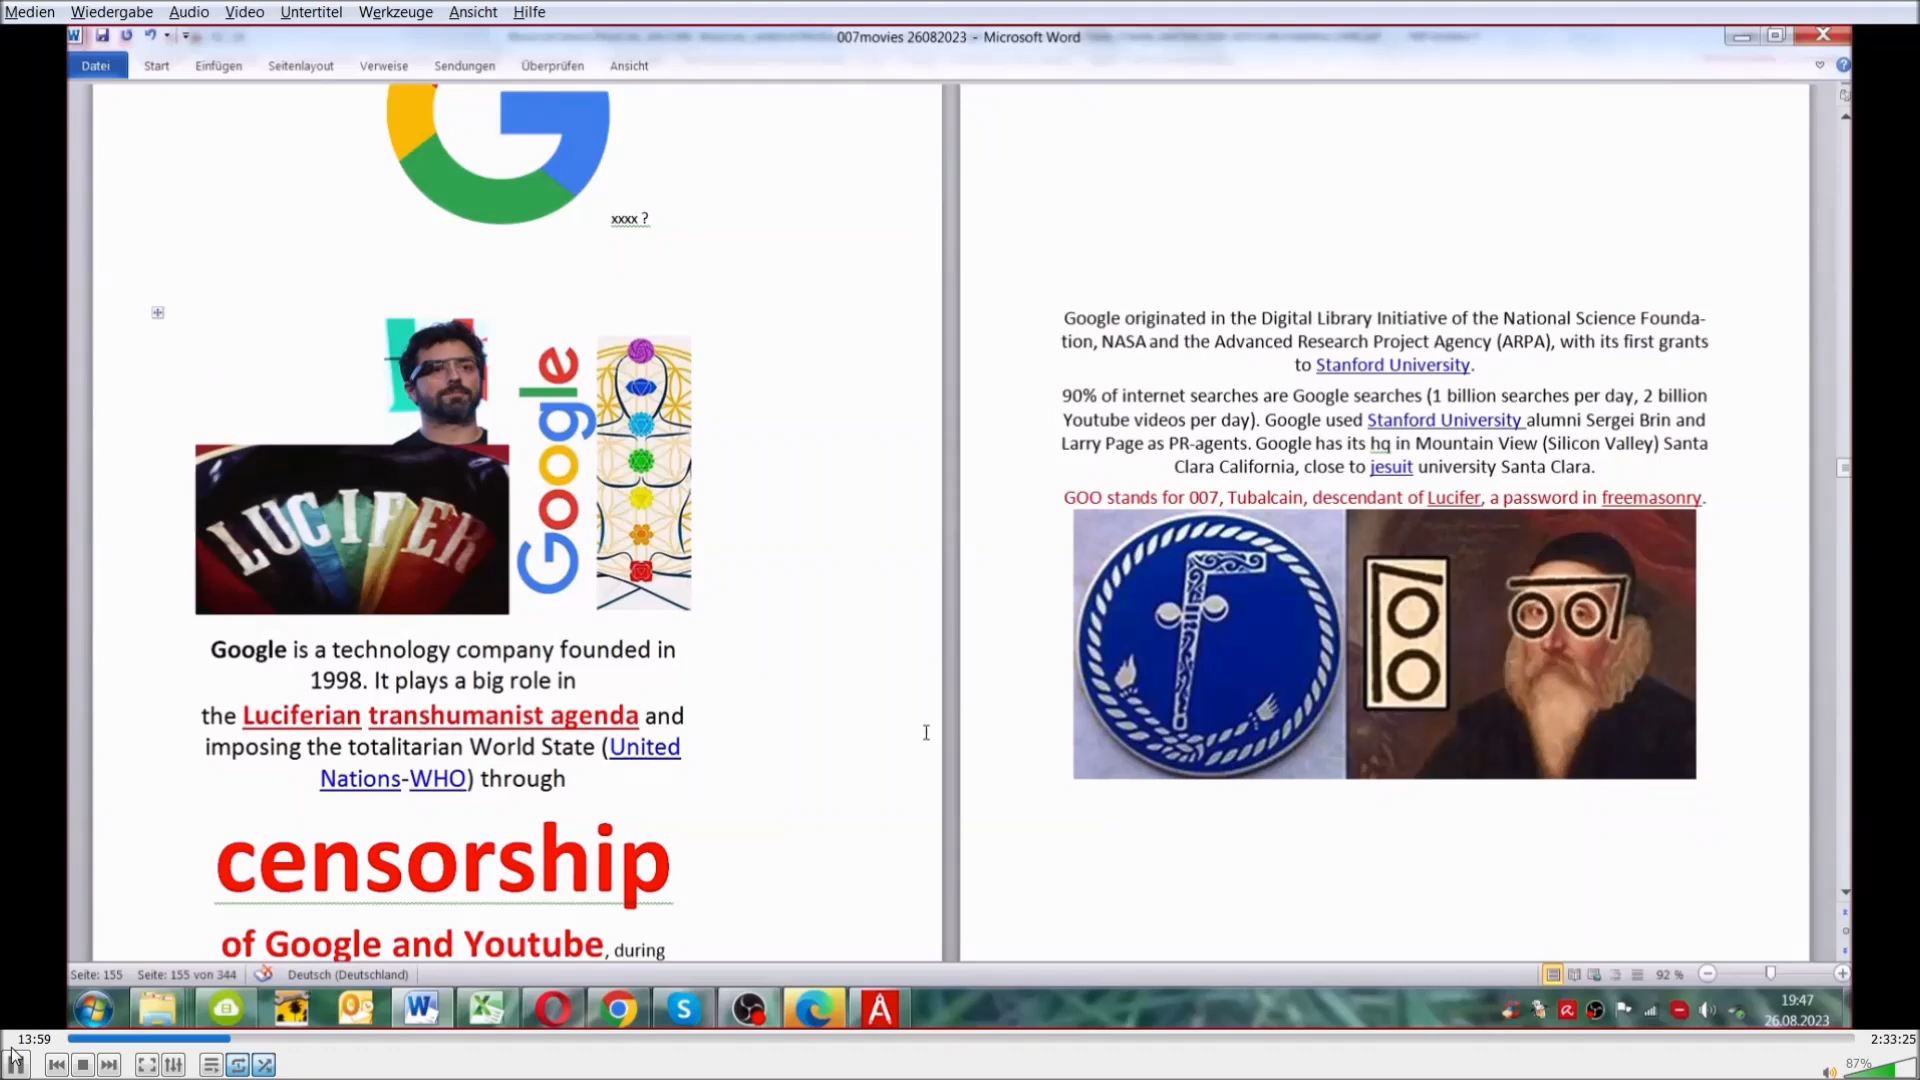 Medien Wiedergabe Audio Video Untertitel Werkzeuge Ansicht Hilfe
007movies 26082023 - Microsoft Word
Datei Start Einfügen Seitenlayout Verweise Sendungen Überprüfen Ansicht
xxxx ?
LUCIFER
Google
Google is a technology company founded in
1998. It plays a big role in
the Luciferian transhumanist agenda and
imposing the totalitarian World State (United
Nations-WHO) through
censorship
of Google and Youtube, during
Google originated in the Digital Library Initiative of the National Science Founda-
tion, NASA and the Advanced Research Project Agency (ARPA), with its first grants
to Stanford University.
90% of internet searches are Google searches (1 billion searches per day, 2 billion
Youtube videos per day). Google used Stanford University alumni Sergei Brin and
Larry Page as PR-agents. Google has its hq in Mountain View (Silicon Valley) Santa
Clara California, close to jesuit university Santa Clara.
GOO stands for 007, Tubalcain, descendant of Lucifer, a password in freemasonry.
007
007
Seite: 155 Seite: 155 von 344 Deutsch (Deutschland) 92 %
19:47
26.08.2023
13:59 2:33:25
87%